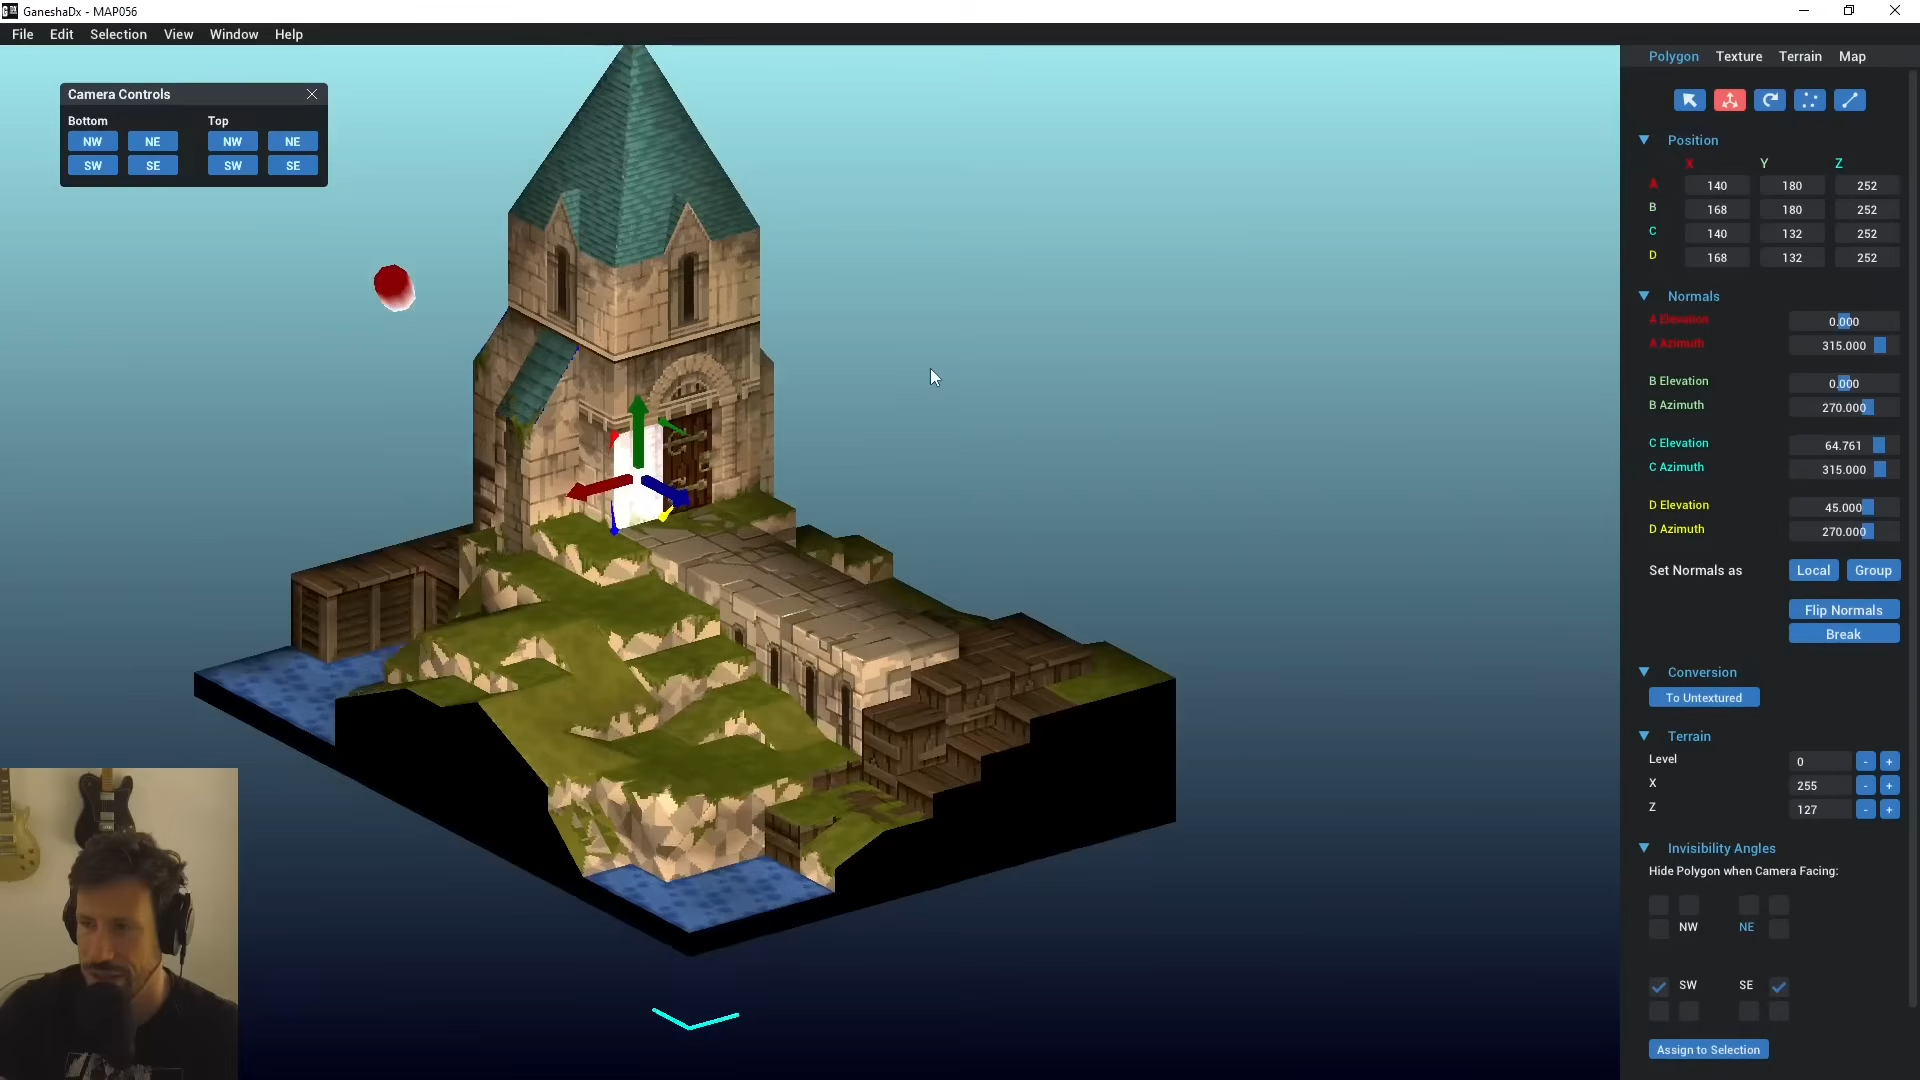 GaneshaDx - MAP056
File Edit Selection View Window Help
Camera Controls
Bottom Top
NW NE NW NE
SW SE SW SE
Polygon Texture Terrain Map
Position
X Y Z
A 140 180 252
B 168 180 252
C 140 132 252
D 168 132 252
Normals
A Elevation 0.000
A Azimuth 315.000
B Elevation 0.000
B Azimuth 270.000
C Elevation 64.761
C Azimuth 315.000
D Elevation 45.000
D Azimuth 270.000
Set Normals as Local Group
Flip Normals
Break
Conversion
To Untextured
Terrain
Level 0 - +
X 255 - +
Z 127 - +
Invisibility Angles
Hide Polygon when Camera Facing:
NW NE
SW SE
Assign to Selection